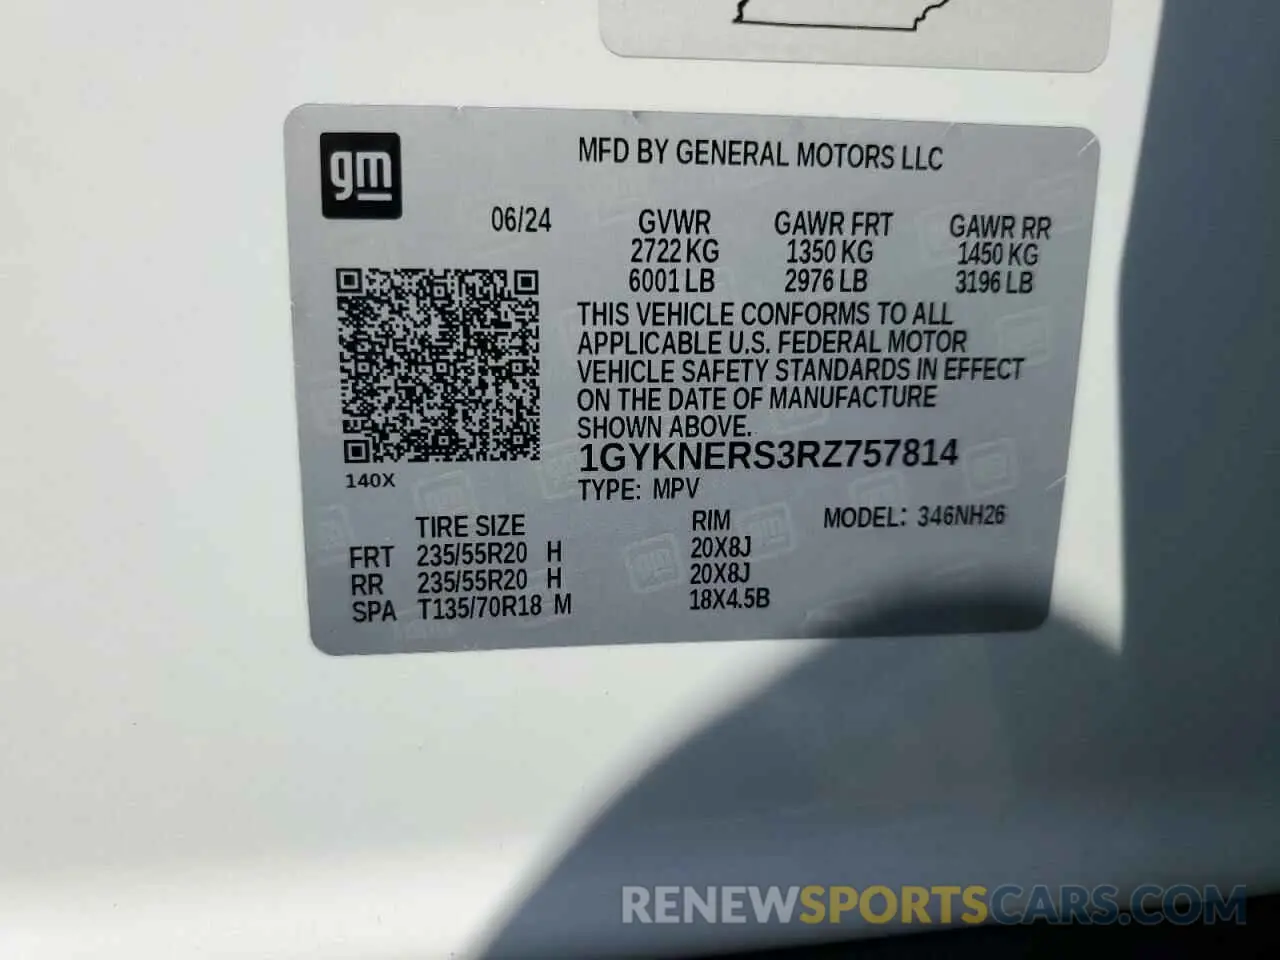 gm
MFD BY GENERAL MOTORS LLC
06/24 GVWR GAWR FRT GAWR RR
2722 KG 1350 KG 1450 KG
6001 LB 2976 LB 3196 LB
THIS VEHICLE CONFORMS TO ALL
APPLICABLE U.S. FEDERAL MOTOR
VEHICLE SAFETY STANDARDS IN EFFECT
ON THE DATE OF MANUFACTURE
SHOWN ABOVE.
1GYKNERS3RZ757814
140X
TYPE: MPV
TIRE SIZE RIM MODEL: 346NH26
FRT 235/55R20 H 20X8J
RR 235/55R20 H 20X8J
SPA T135/70R18 M 18X4.5B
RENEWSPORTSCARS.COM